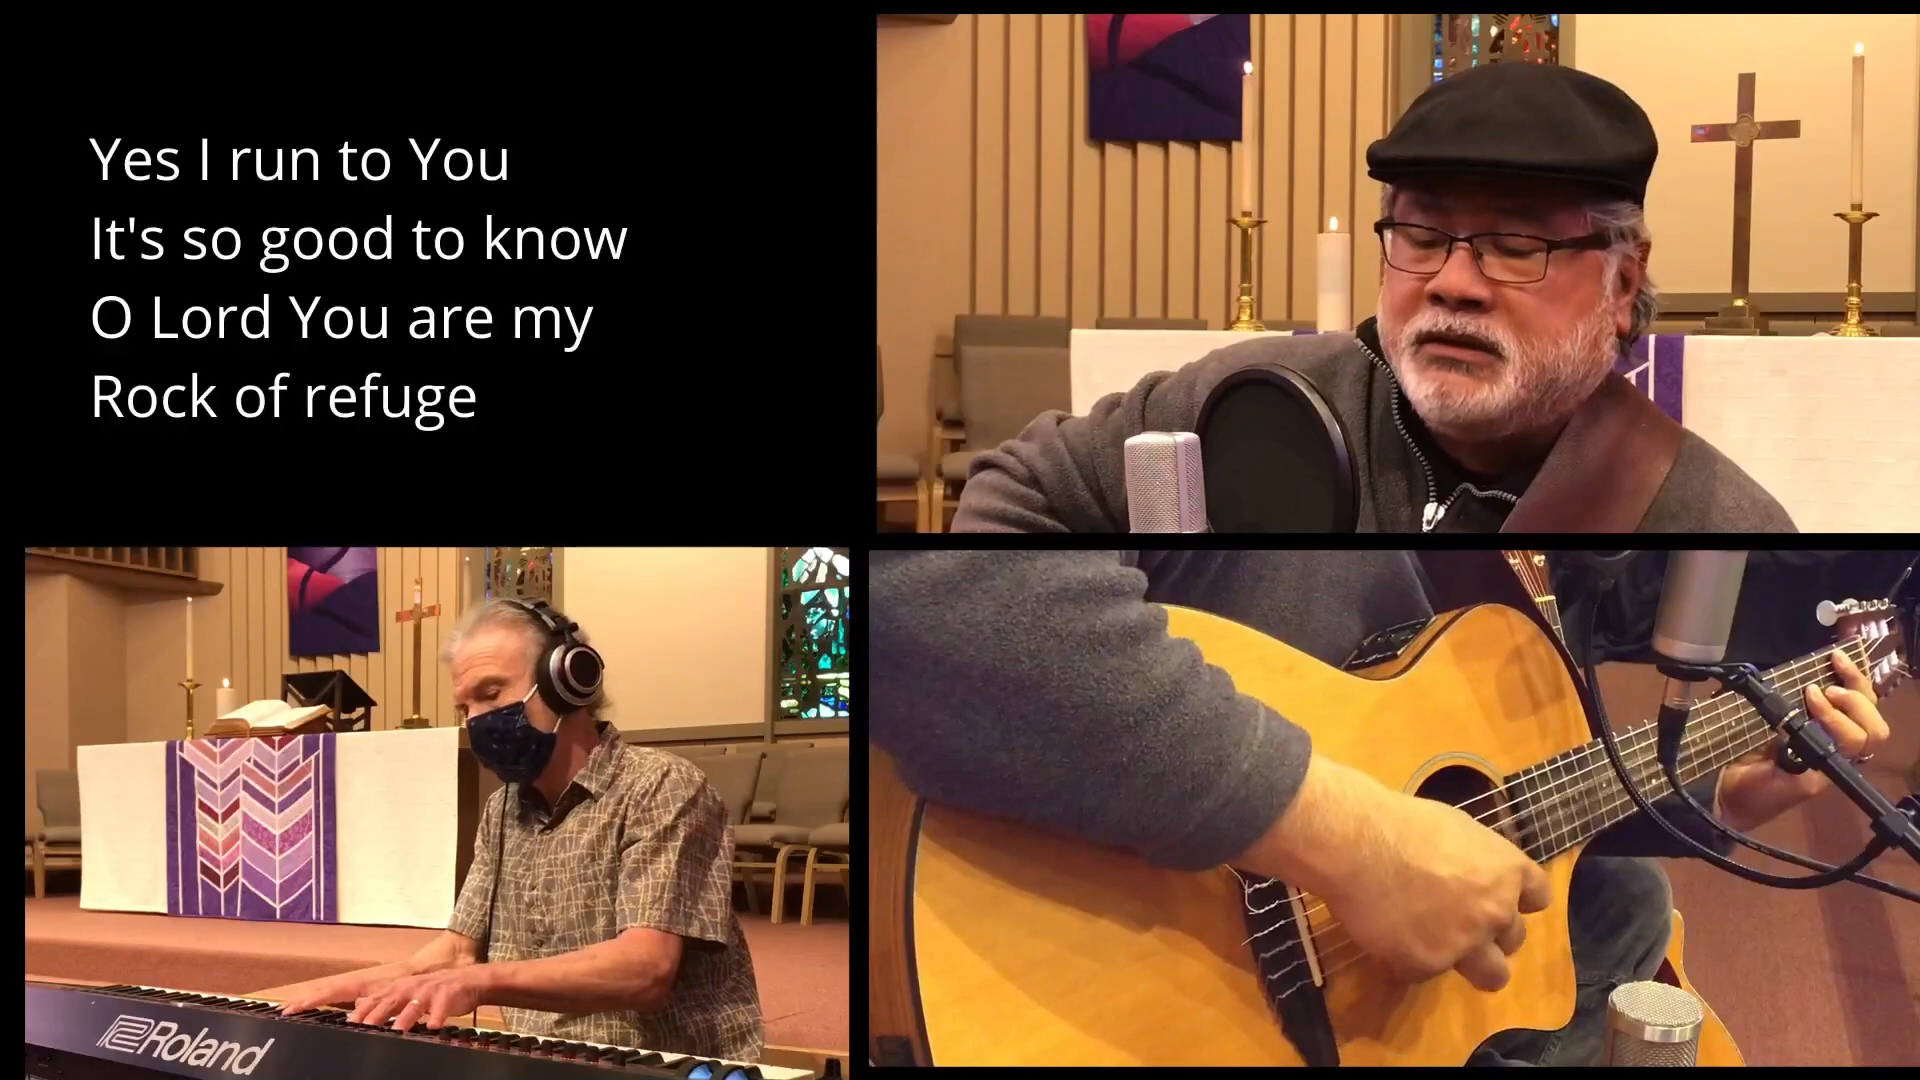 Yes I run to You
It's so good to know
O Lord You are my
Rock of refuge
Roland